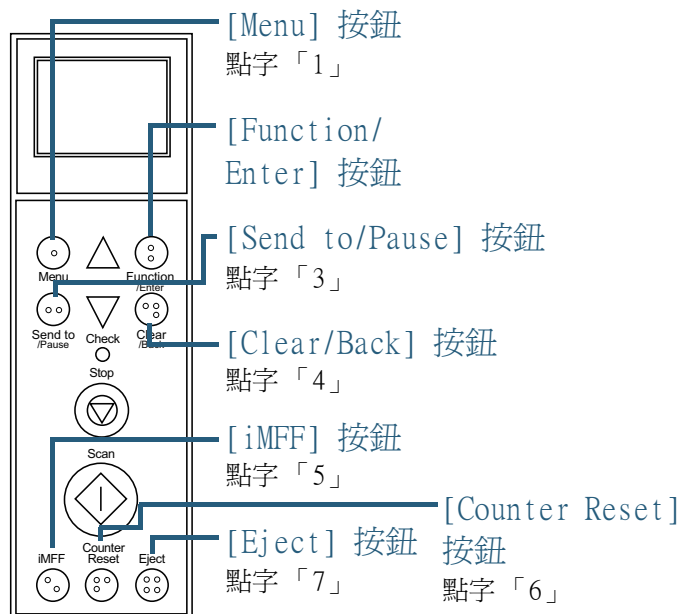 [Menu] 按鈕
點字「1」
[Function/
Enter] 按鈕
[Send to/Pause] 按鈕
點字「3」
[Clear/Back] 按鈕
點字「4」
[iMFF] 按鈕
點字「5」
[Counter Reset]
按鈕
點字「6」
[Eject] 按鈕
點字「7」
Menu
Function
/Enter
Send to
/Pause
Check
Clear
/Back
Stop
Scan
iMFF
Counter
Reset
Eject